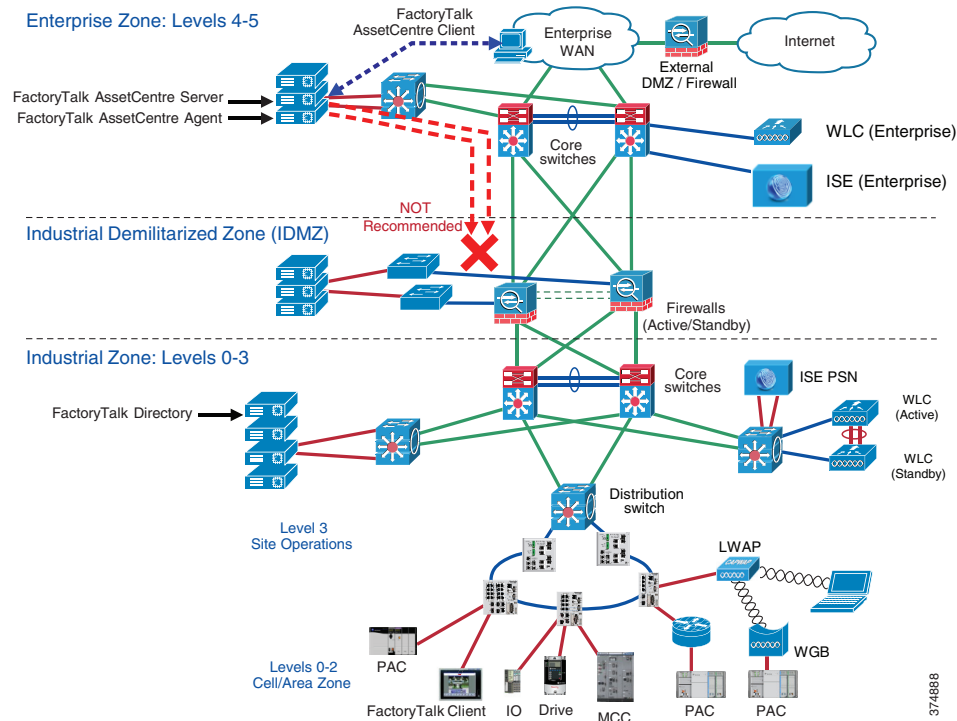 Enterprise Zone: Levels 4-5
FactoryTalk
AssetCentre Client
Enterprise
WAN
Internet
External
DMZ / Firewall
FactoryTalk AssetCentre Server
FactoryTalk AssetCentre Agent
Core
switches
WLC (Enterprise)
ISE (Enterprise)
NOT
Recommended
Industrial Demilitarized Zone (IDMZ)
Firewalls
(Active/Standby)
Industrial Zone: Levels 0-3
Core
switches
ISE PSN
FactoryTalk Directory
WLC
(Active)
WLC
(Standby)
Distribution
switch
Level 3
Site Operations
LWAP
CAPWAP
WGB
PAC
Levels 0-2
Cell/Area Zone
FactoryTalk Client
IO
Drive
MCC
PAC
PAC
374888